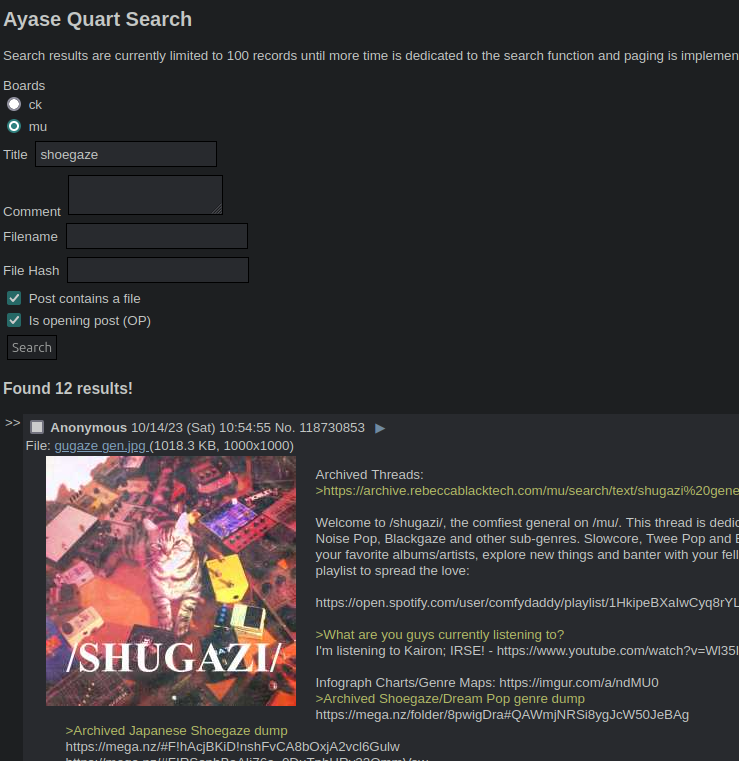 Ayase Quart Search
Search results are currently limited to 100 records until more time is dedicated to the search function and paging is implemen
Boards
ck
mu
Title shoegaze
Comment
Filename
File Hash
Post contains a file
Is opening post (OP)
Search
Found 12 results!
>> Anonymous 10/14/23 (Sat) 10:54:55 No. 118730853 ▶
File: gugaze gen.jpg (1018.3 KB, 1000x1000)
/SHUGAZI/
Archived Threads:
>https://archive.rebeccablacktech.com/mu/search/text/shugazi%20gene
Welcome to /shugazi/, the comfiest general on /mu/. This thread is dedic
Noise Pop, Blackgaze and other sub-genres. Slowcore, Twee Pop and E
your favorite albums/artists, explore new things and banter with your fell
playlist to spread the love:
https://open.spotify.com/user/comfydaddy/playlist/1HkipeBXaIwCyq8rYL
>What are you guys currently listening to?
I'm listening to Kairon; IRSE! - https://www.youtube.com/watch?v=Wl35l
Infograph Charts/Genre Maps: https://imgur.com/a/ndMU0
>Archived Shoegaze/Dream Pop genre dump
https://mega.nz/folder/8pwigDra#QAWmjNRSi8ygJcW50JeBAg
>Archived Japanese Shoegaze dump
https://mega.nz/#F!hAcjBKiD!nshFvCA8bOxjA2vcl6Gulw